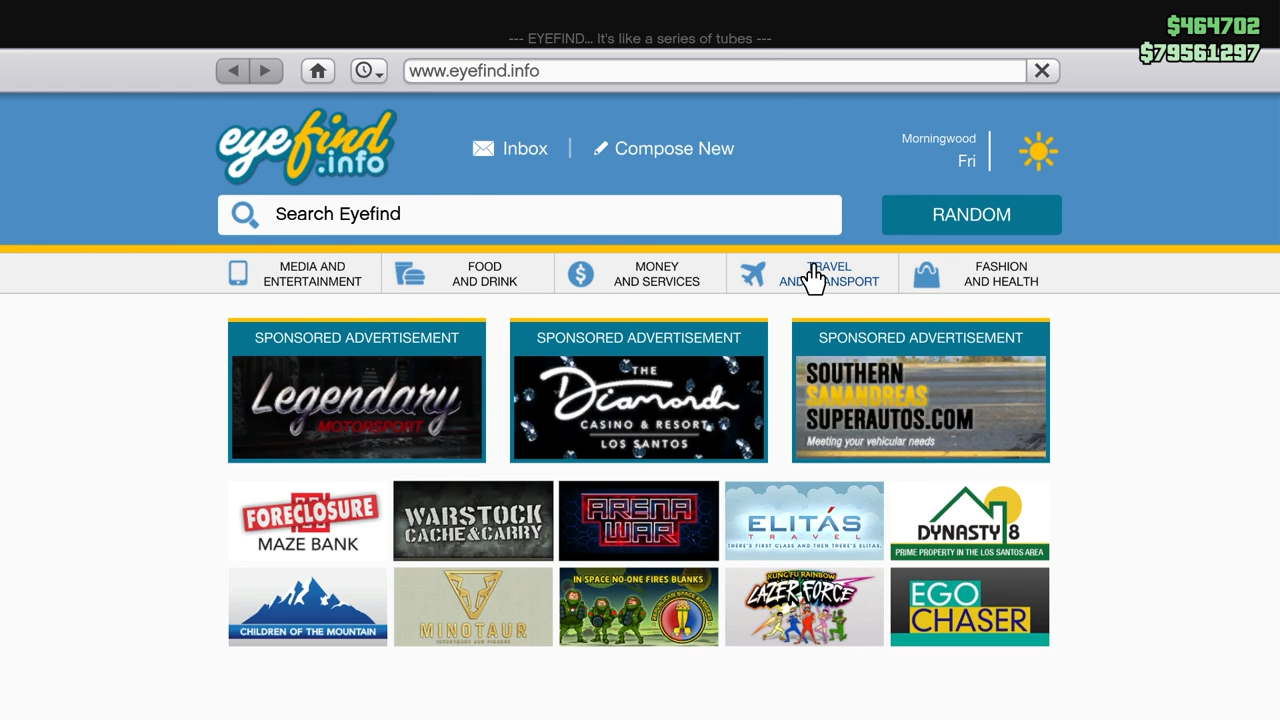 $464702
--- EYEFIND... It's like a series of tubes ---
$79561297
www.eyefind.info
eyefind
.info
Inbox
Compose New
Morningwood
Fri
Search Eyefind
RANDOM
MEDIA AND
ENTERTAINMENT
FOOD
AND DRINK
MONEY
AND SERVICES
TRAVEL
AND TRANSPORT
FASHION
AND HEALTH
SPONSORED ADVERTISEMENT
Legendary
MOTORSPORT
SPONSORED ADVERTISEMENT
THE
Diamond
CASINO & RESORT
LOS SANTOS
SPONSORED ADVERTISEMENT
SOUTHERN
SANANDREAS
SUPERAUTOS.COM
Meeting your vehicular needs
FORECLOSURE
MAZE BANK
WARSTOCK
CACHE&CARRY
ARENA
WAR
ELITÁS
TRAVEL
THERE'S FIRST CLASS AND THEN THERE'S ELITAS.
DYNASTY 8
PRIME PROPERTY IN THE LOS SANTOS AREA
CHILDREN OF THE MOUNTAIN
MINOTAUR
IN SPACE NO-ONE FIRES BLANKS
KUNG FU RAINBOW
LAZER FORCE
EGO
CHASER